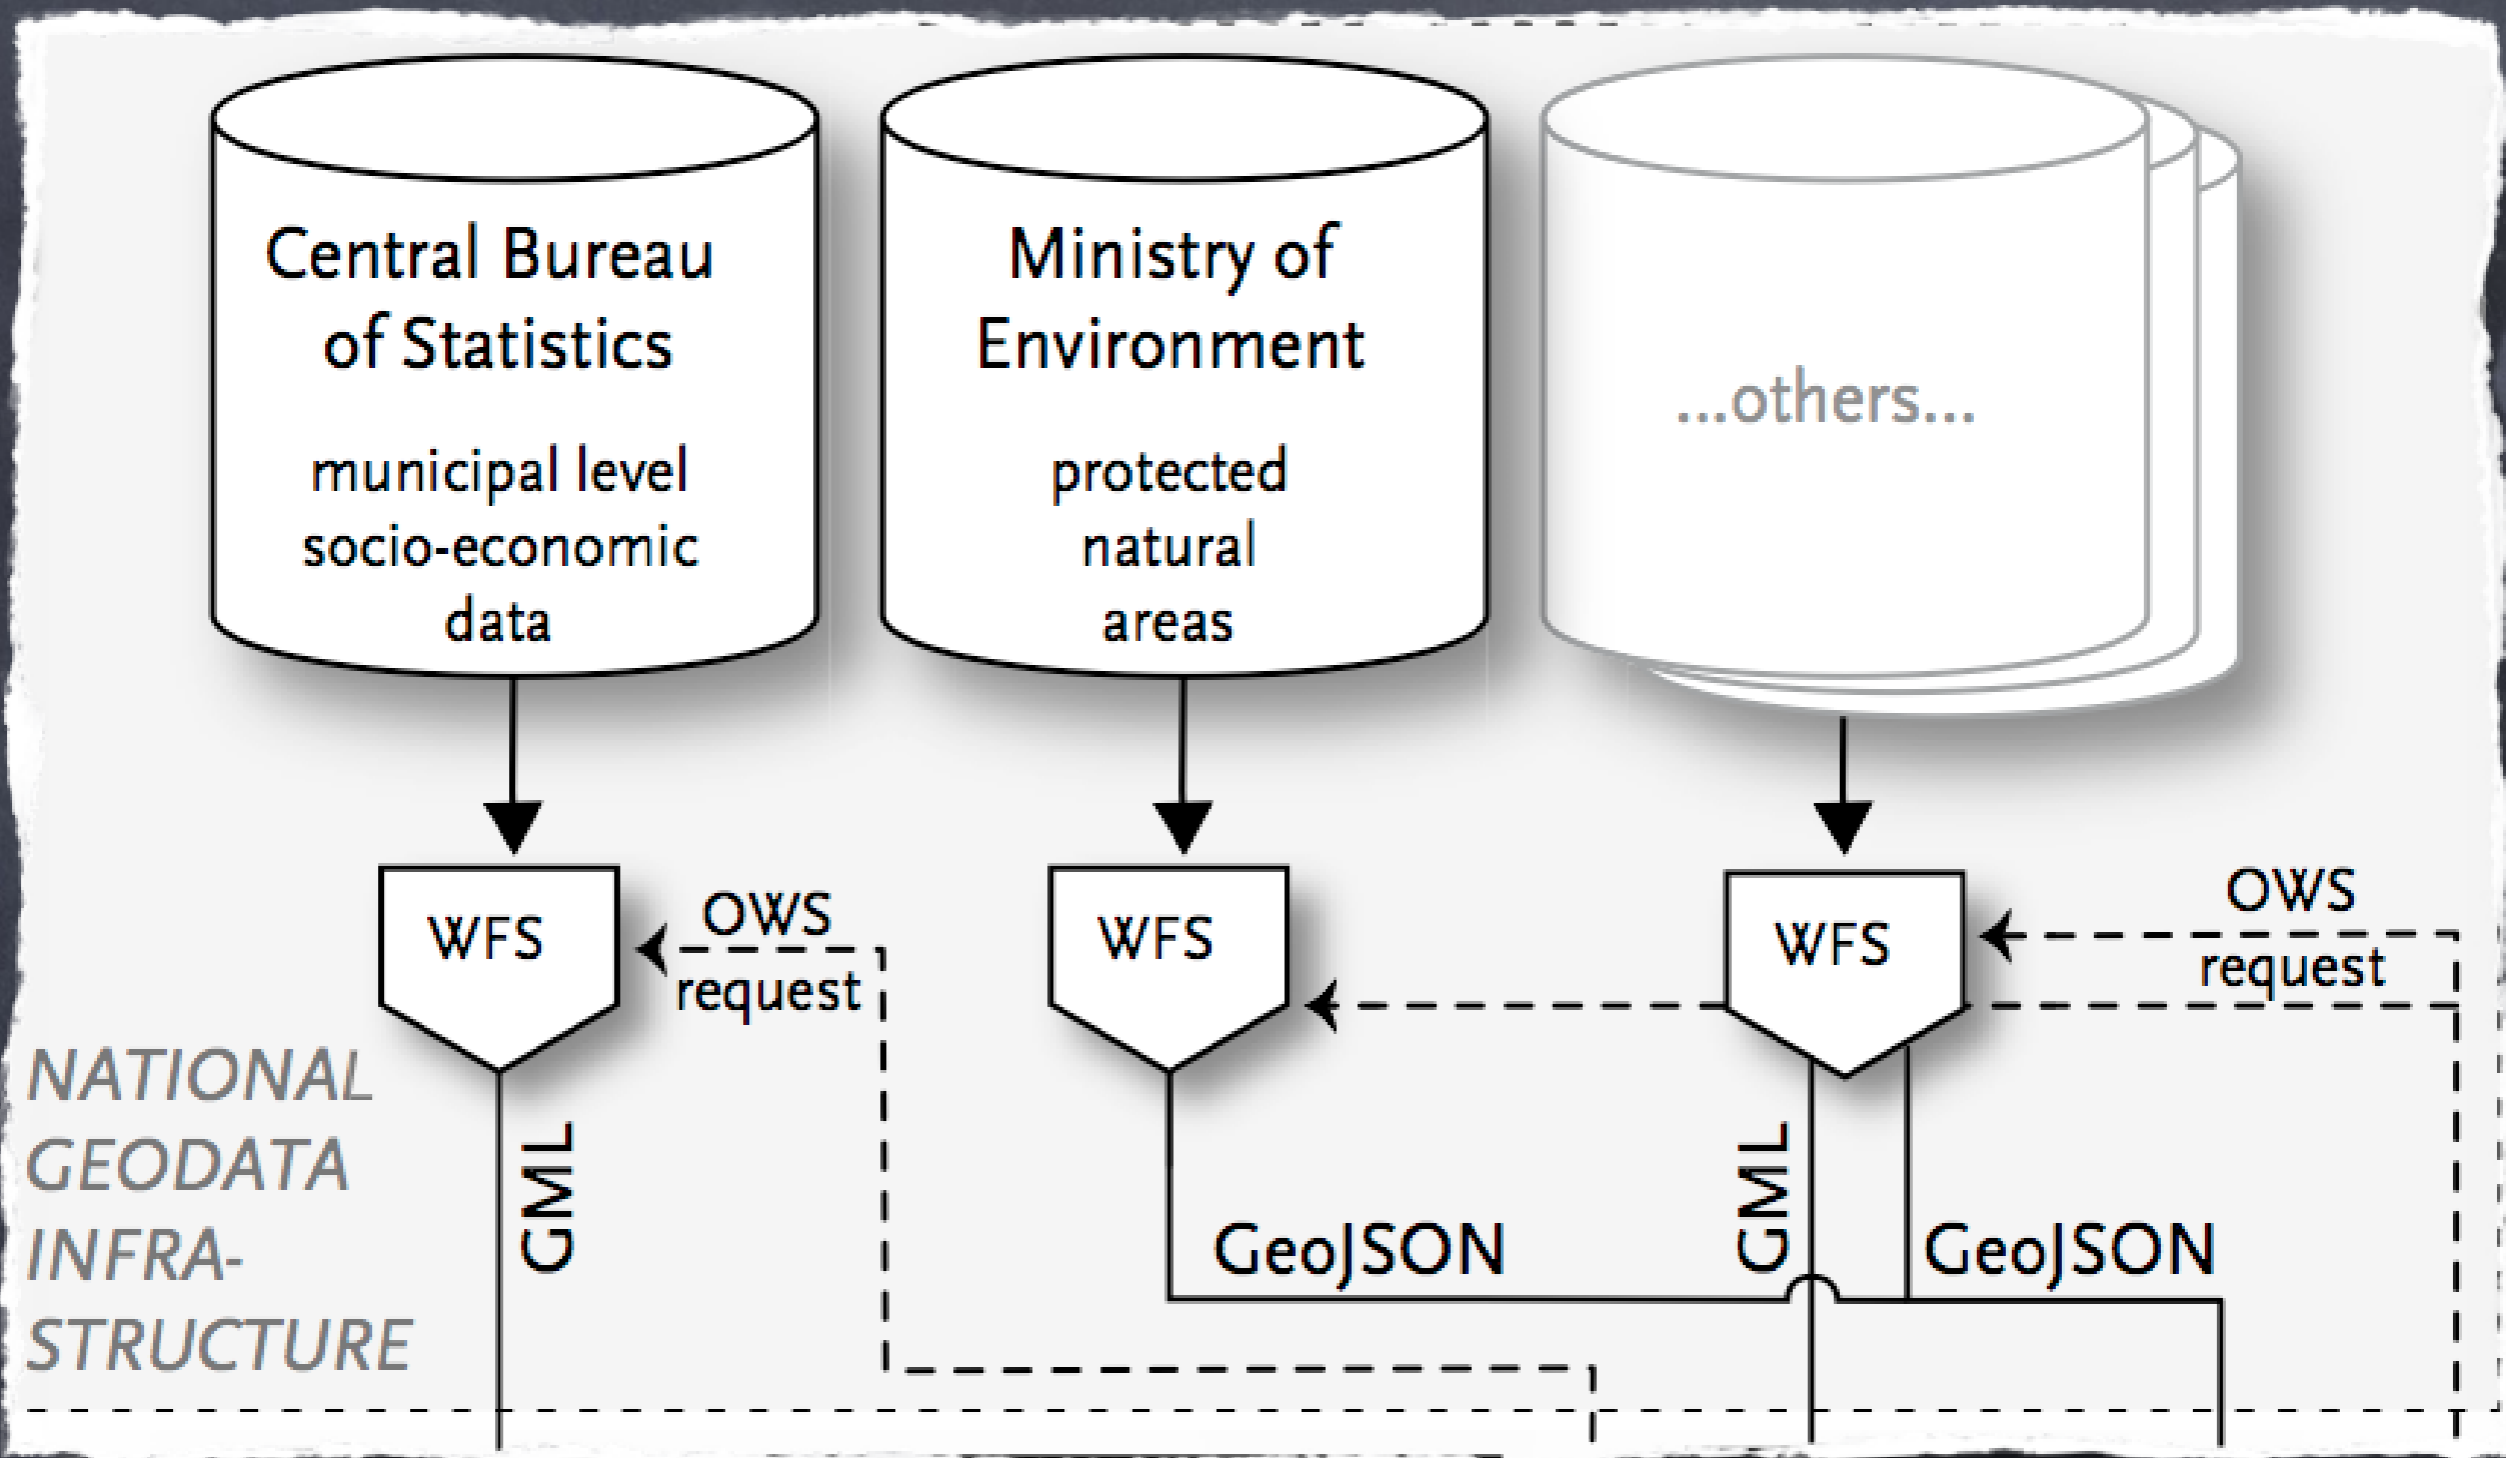 Central Bureau
of Statistics
municipal level
socio-economic
data
Ministry of
Environment
protected
natural
areas
...others...
WFS
OWS
request
WFS
WFS
OWS
request
NATIONAL
GEODATA
INFRA-
STRUCTURE
GML
GeoJSON
GML
GeoJSON